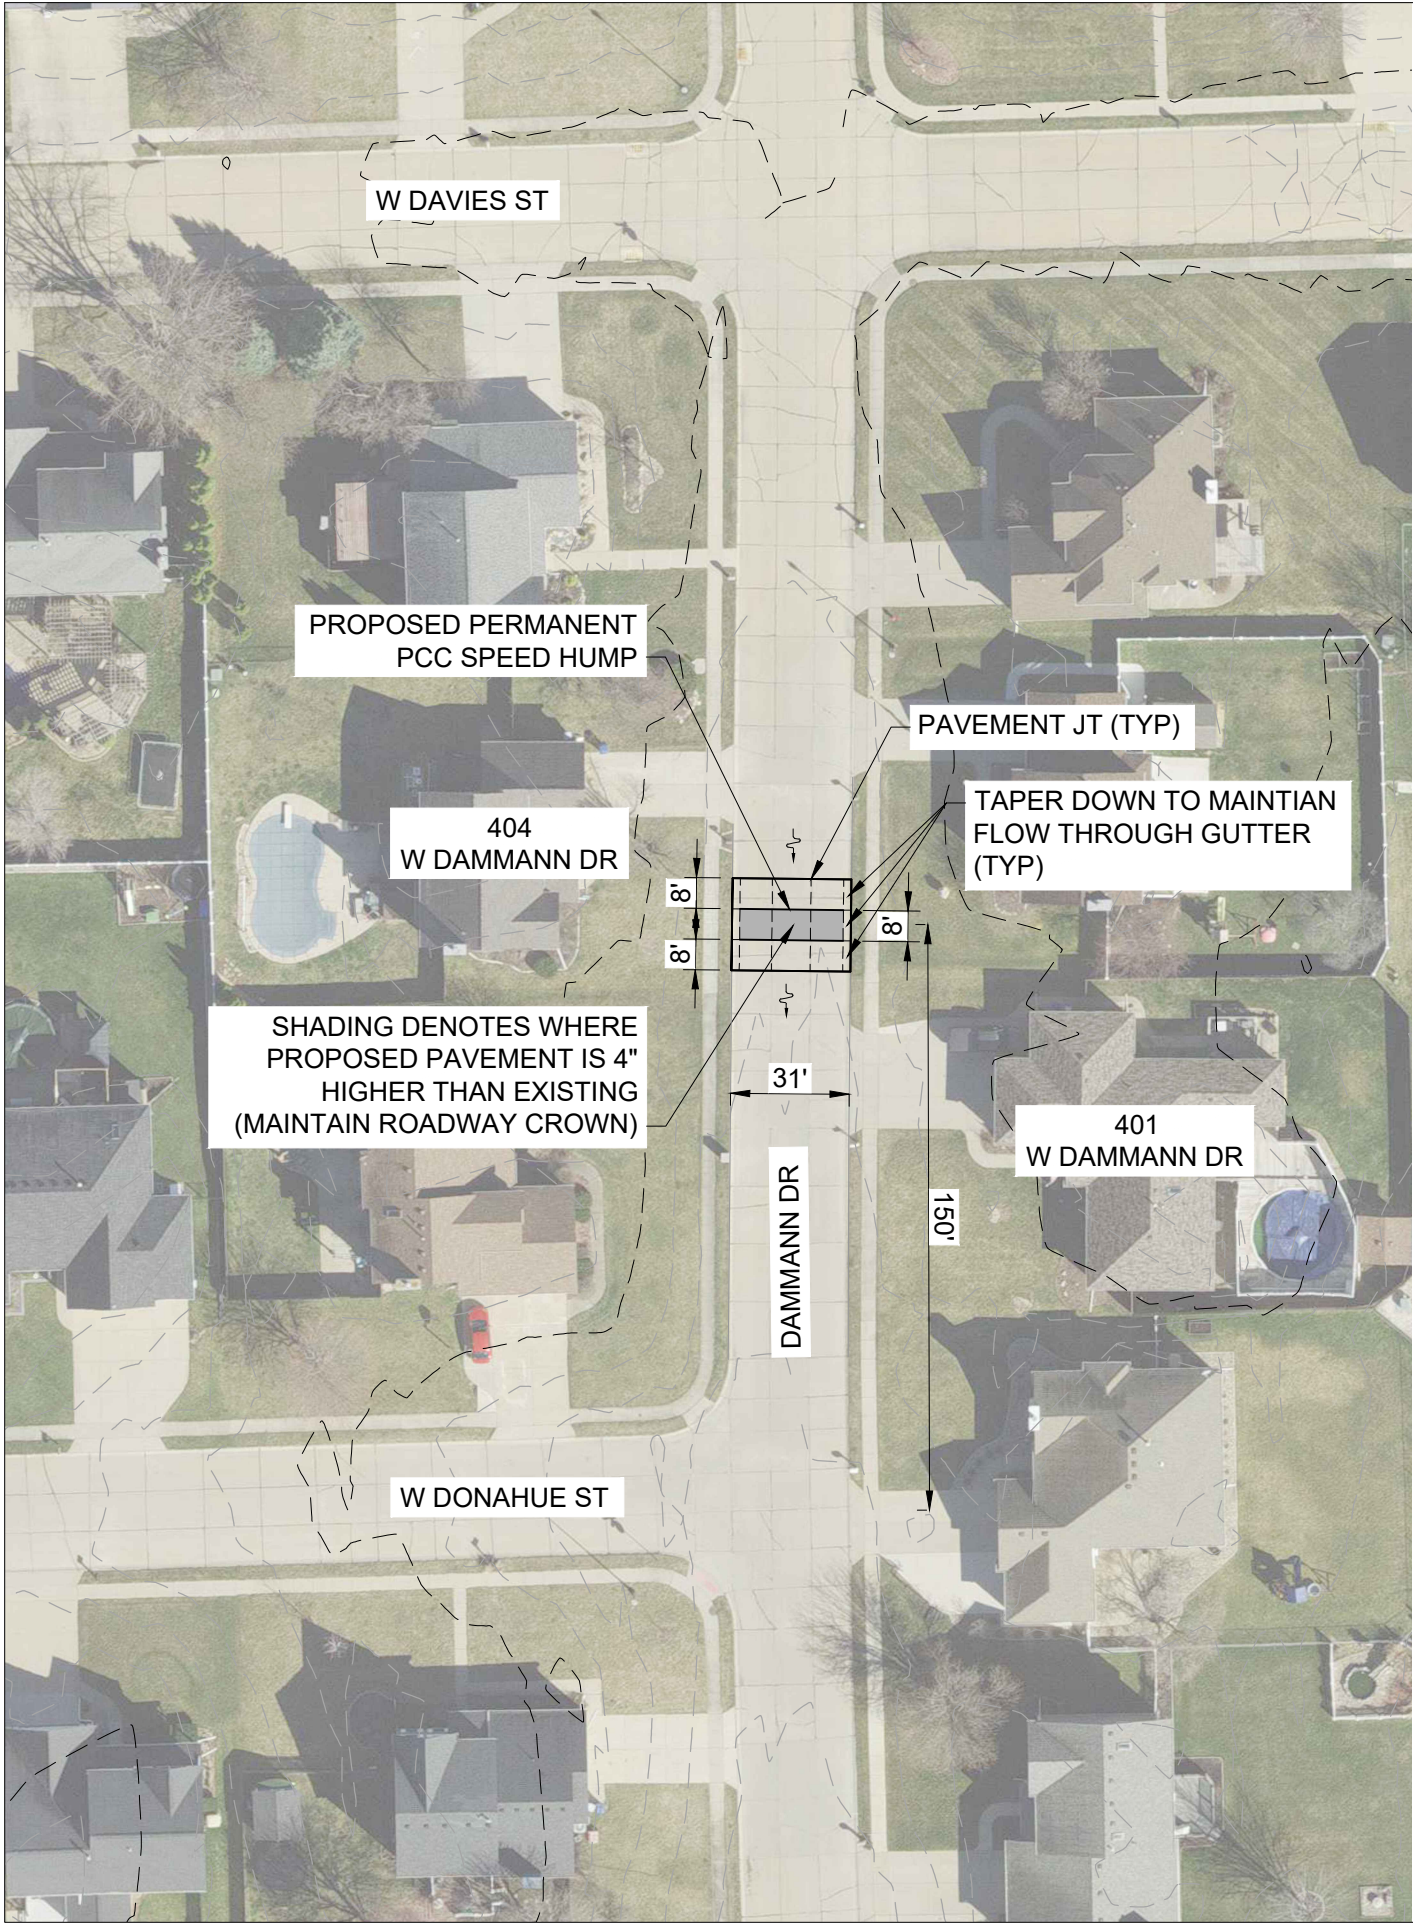 W DAVIES ST
PROPOSED PERMANENT
PCC SPEED HUMP
PAVEMENT JT (TYP)
TAPER DOWN TO MAINTIAN
FLOW THROUGH GUTTER
(TYP)
404
W DAMMANN DR
8'
8'
8'
SHADING DENOTES WHERE
PROPOSED PAVEMENT IS 4"
HIGHER THAN EXISTING
(MAINTAIN ROADWAY CROWN)
31'
401
W DAMMANN DR
150'
DAMMANN DR
W DONAHUE ST